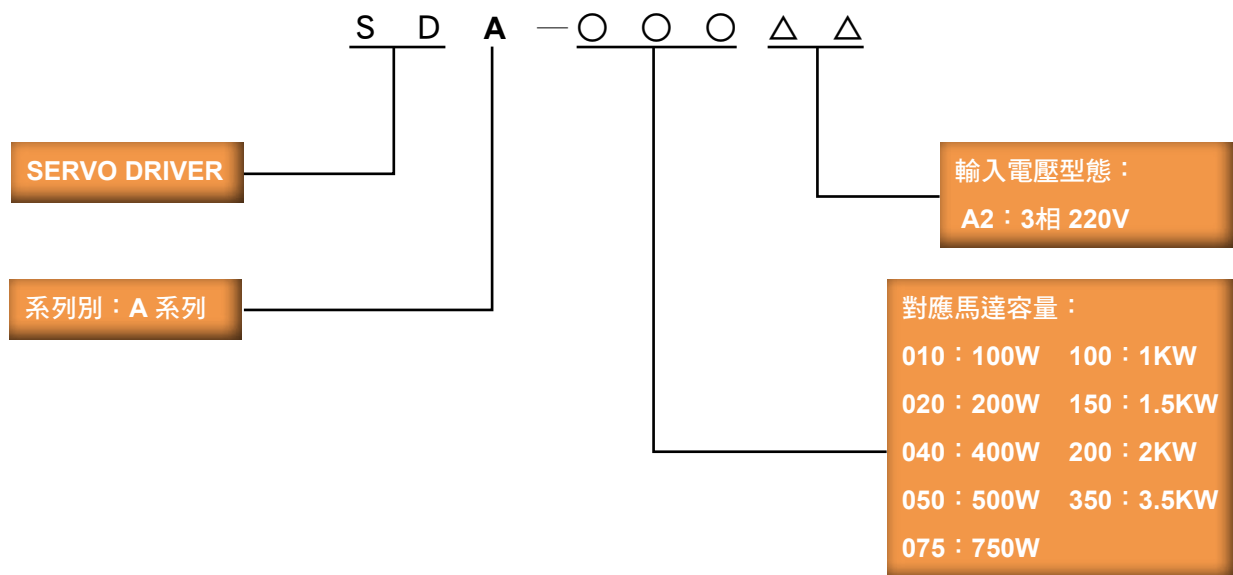 S D A — ○ ○ ○ △ △
SERVO DRIVER
輸入電壓型態：
A2：3相 220V
系列別：A 系列
對應馬達容量：
010：100W 100：1KW
020：200W 150：1.5KW
040：400W 200：2KW
050：500W 350：3.5KW
075：750W